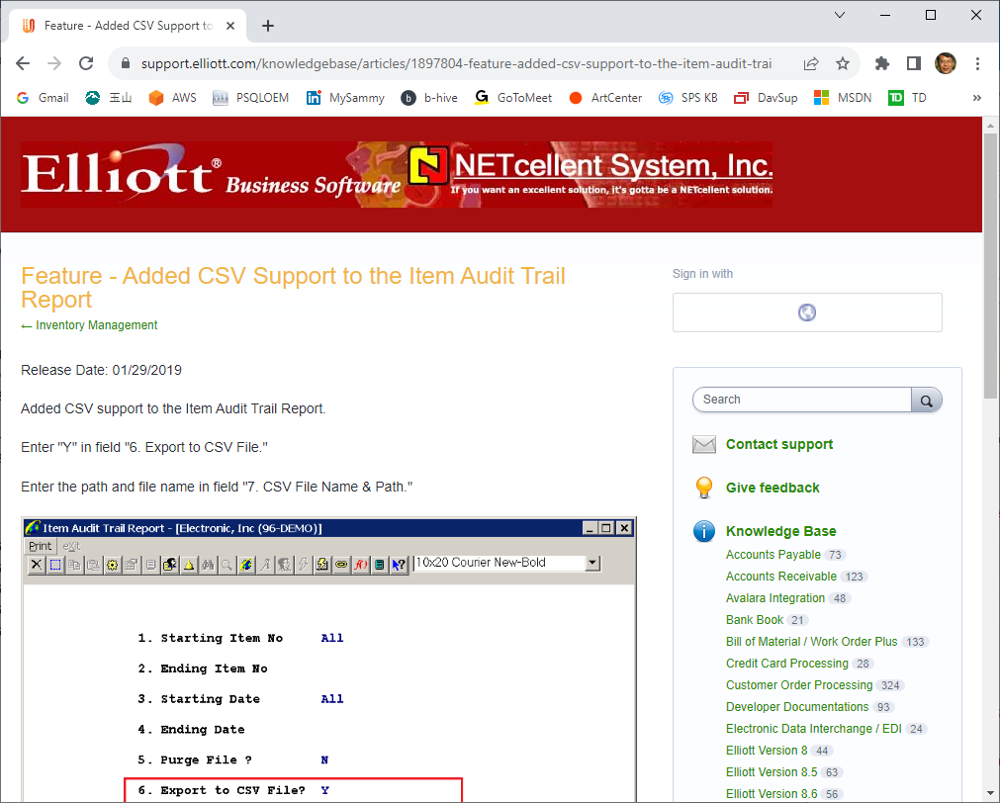 Feature - Added CSV Support to
support.elliott.com/knowledgebase/articles/1897804-feature-added-csv-support-to-the-item-audit-trai
Gmail
玉山
AWS
PSQLOEM
MySammy
b-hive
GoToMeet
ArtCenter
SPS KB
DavSup
MSDN
TD
»
Elliott® Business Software
NETcellent System, Inc.
If you want an excellent solution, it's gotta be a NETcellent solution.
Feature - Added CSV Support to the Item Audit Trail
Report
← Inventory Management
Release Date: 01/29/2019
Added CSV support to the Item Audit Trail Report.
Enter "Y" in field "6. Export to CSV File."
Enter the path and file name in field "7. CSV File Name & Path."
Item Audit Trail Report - [Electronic, Inc (96-DEMO)]
Print eXit
10x20 Courier New-Bold
1. Starting Item No All
2. Ending Item No
3. Starting Date All
4. Ending Date
5. Purge File ? N
6. Export to CSV File? Y
Sign in with
Search
Contact support
Give feedback
Knowledge Base
Accounts Payable 73
Accounts Receivable 123
Avalara Integration 48
Bank Book 21
Bill of Material / Work Order Plus 133
Credit Card Processing 28
Customer Order Processing 324
Developer Documentations 93
Electronic Data Interchange / EDI 24
Elliott Version 8 44
Elliott Version 8.5 63
Elliott Version 8.6 56